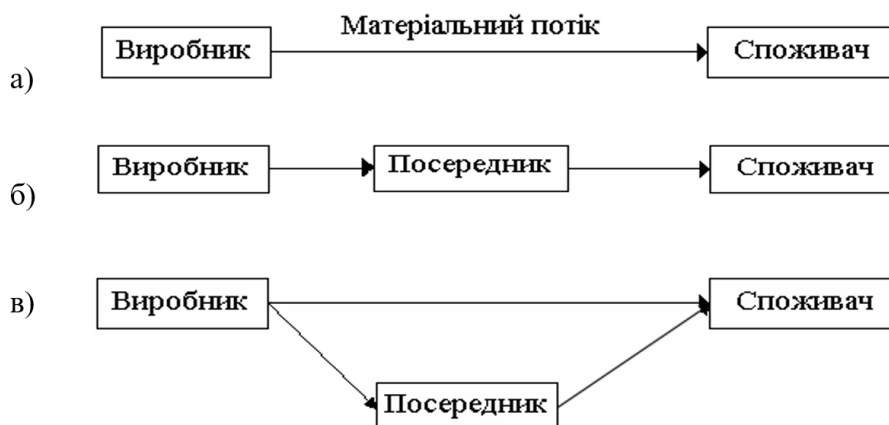 Матеріальний потік
а) Виробник Споживач
б) Виробник Посередник Споживач
в) Виробник Споживач
Посередник